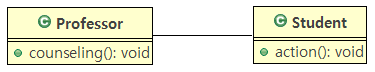 C Professor
counseling(): void
C Student
action(): void